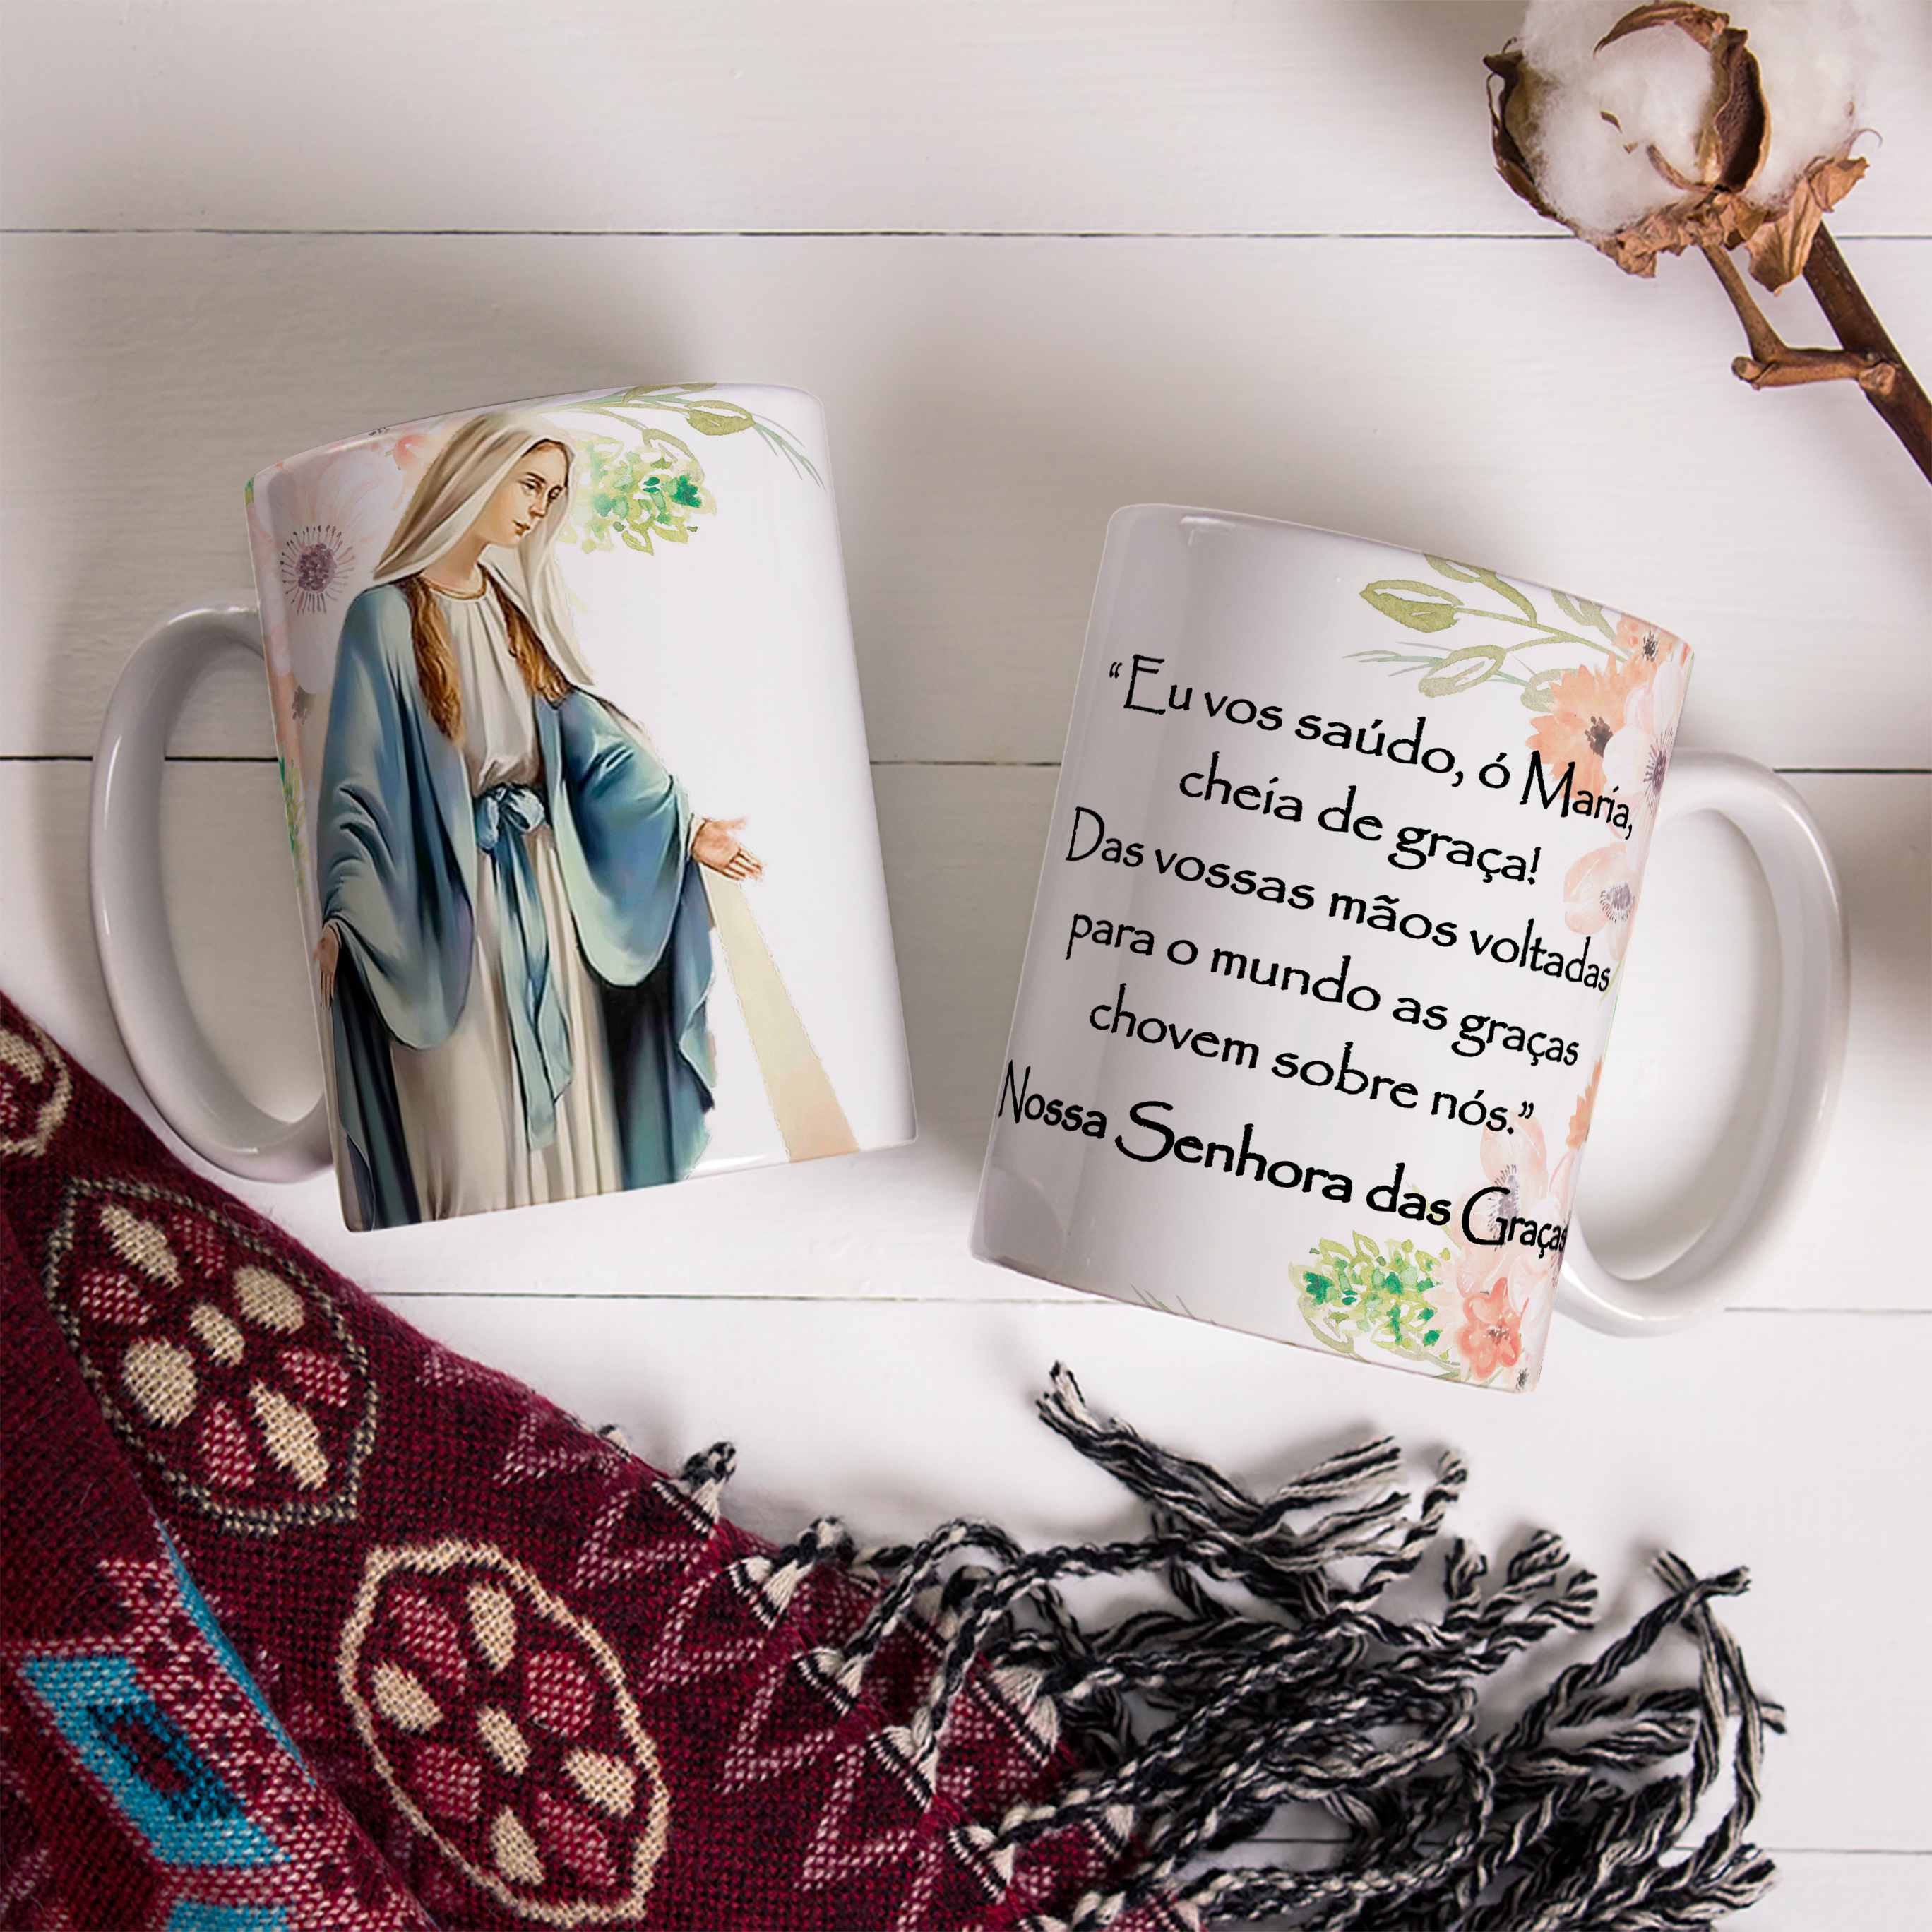 “Eu vos saúdo, ó Maria,
cheia de graça!
Das vossas mãos voltadas
para o mundo as graças
chovem sobre nós.”
Nossa Senhora das Graças